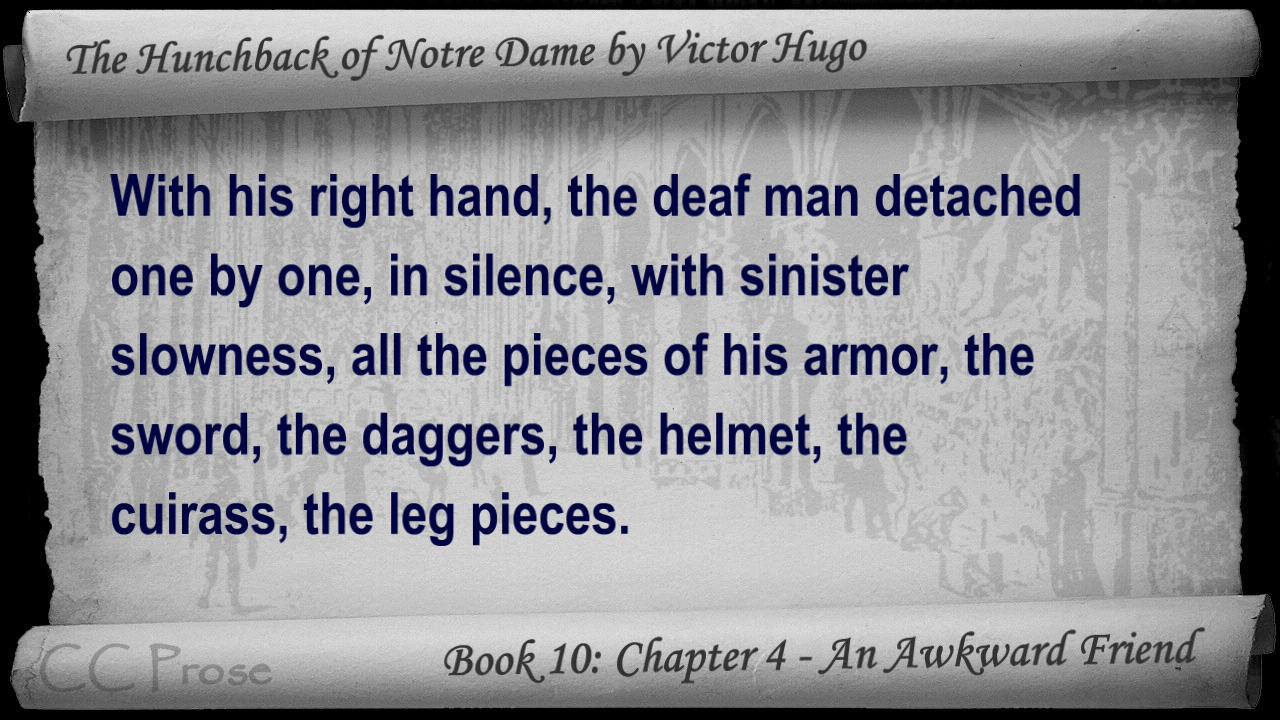 The Hunchback of Notre Dame by Victor Hugo
With his right hand, the deaf man detached
one by one, in silence, with sinister
slowness, all the pieces of his armor, the
sword, the daggers, the helmet, the
cuirass, the leg pieces.
CC Prose
Book 10: Chapter 4 - An Awkward Friend